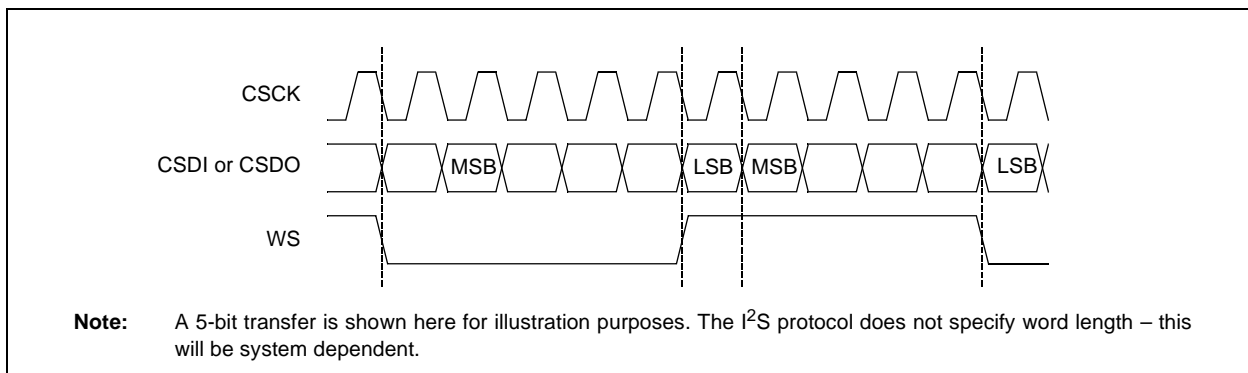 CSCK
CSDI or CSDO
MSB
LSB
MSB
LSB
WS
Note: A 5-bit transfer is shown here for illustration purposes. The I²S protocol does not specify word length – this
will be system dependent.